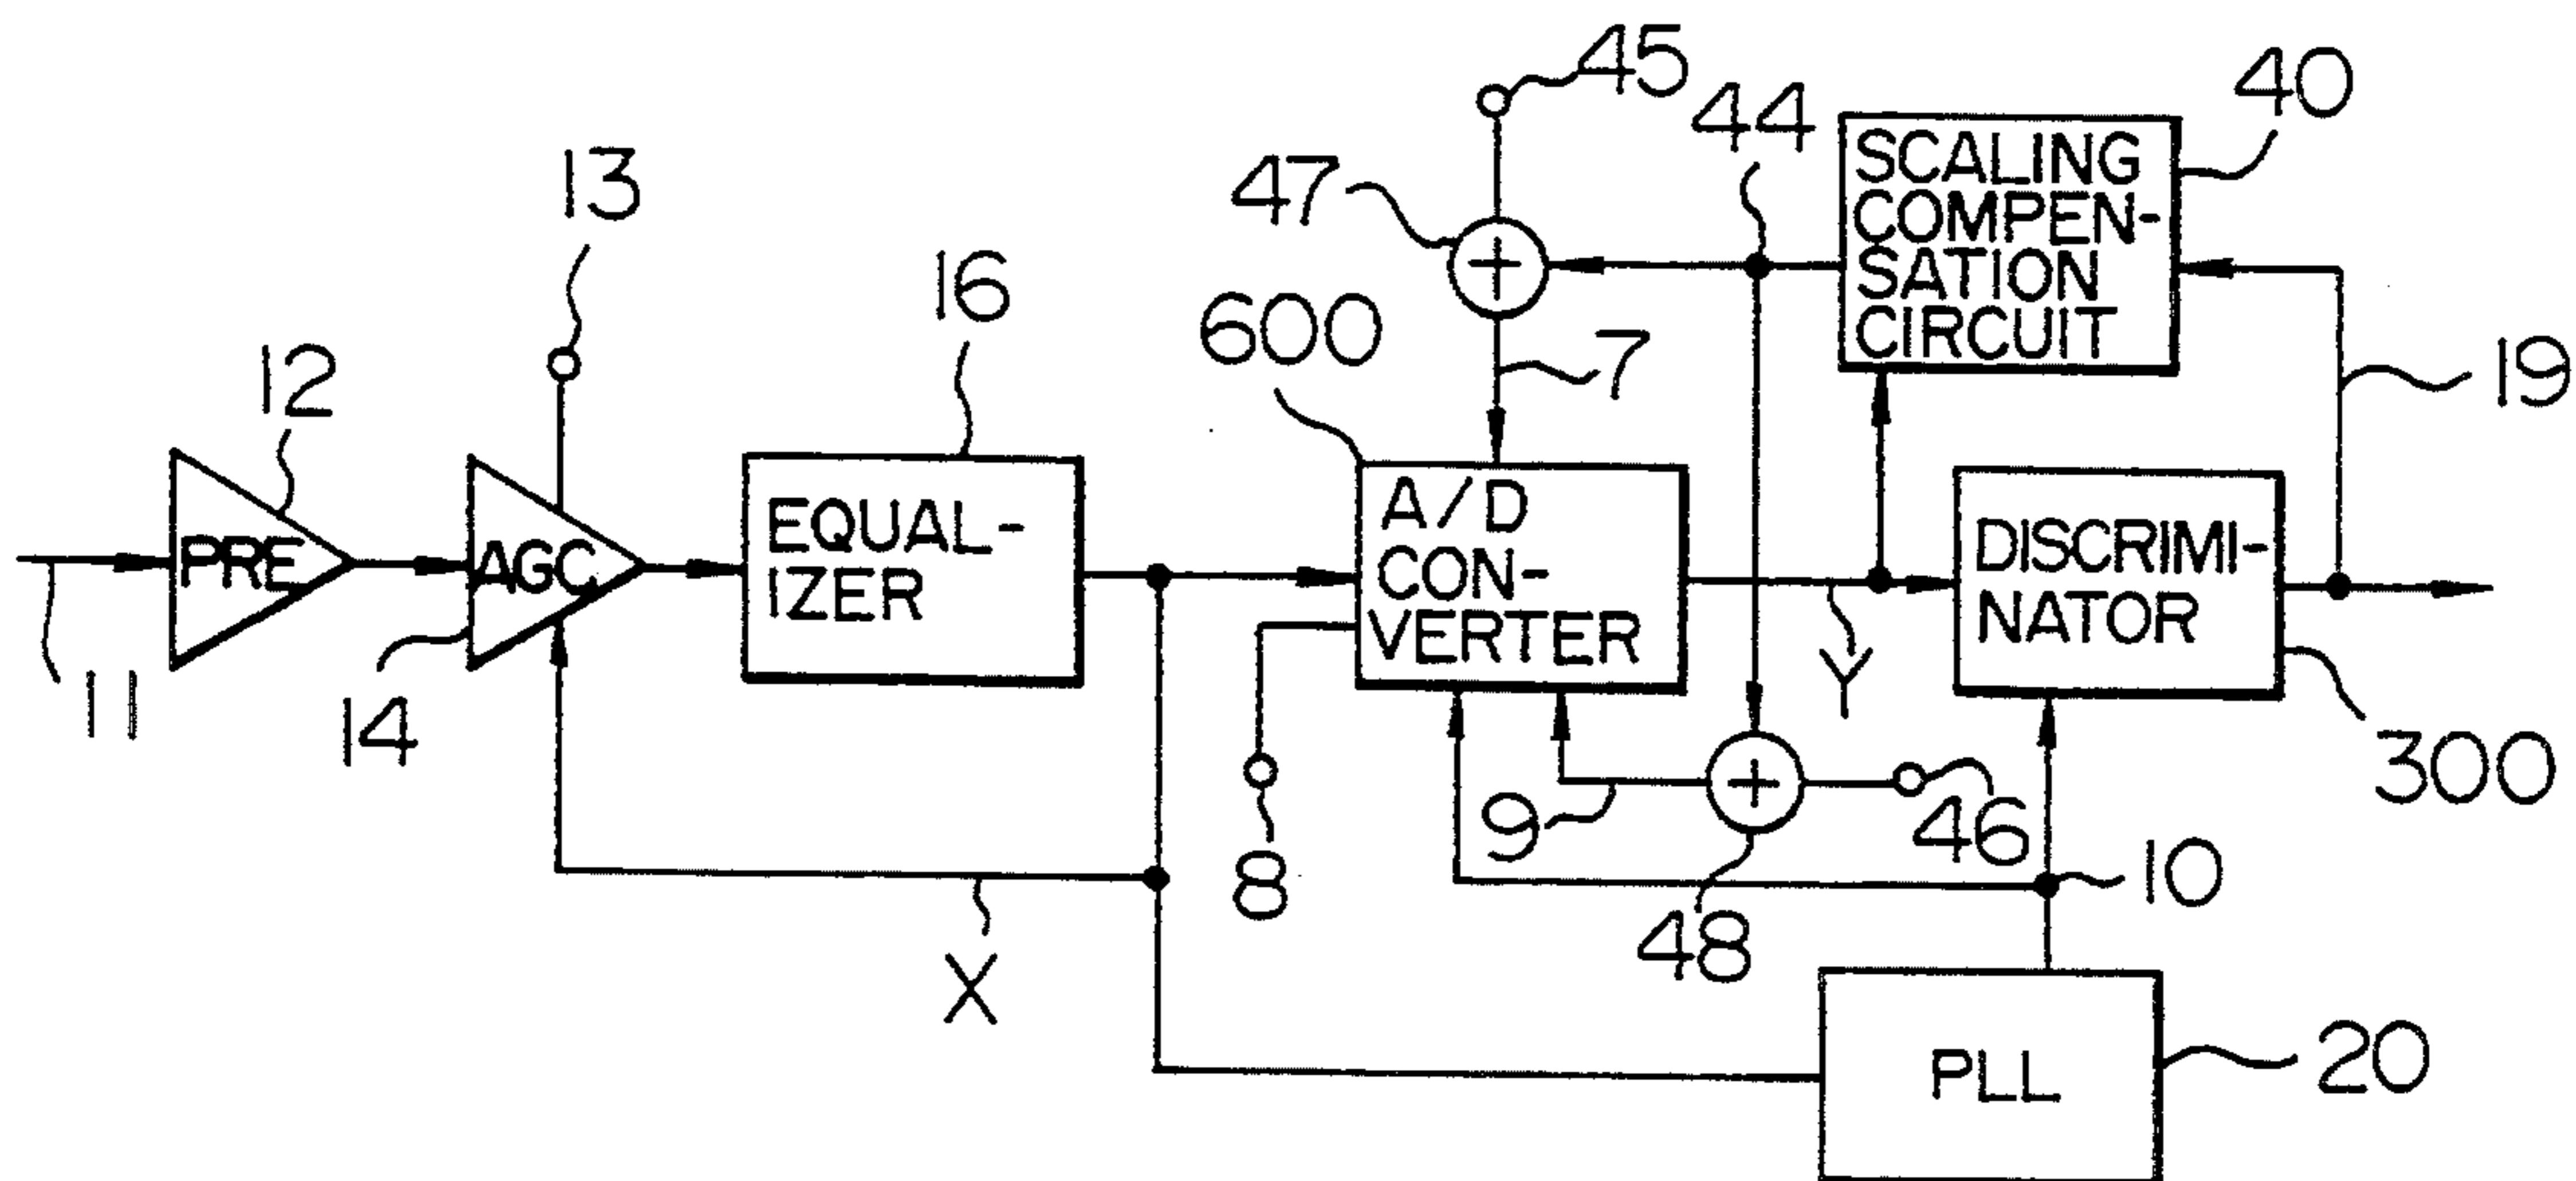 45
44
40
13
47
SCALING
COMPEN-
SATION
CIRCUIT
16
600
7
19
12
PRE
AGC
EQUAL-
IZER
A/D
CON-
VERTER
DISCRIMI-
NATOR
11
14
Y
300
8
9
46
48
10
X
PLL
20
+
+